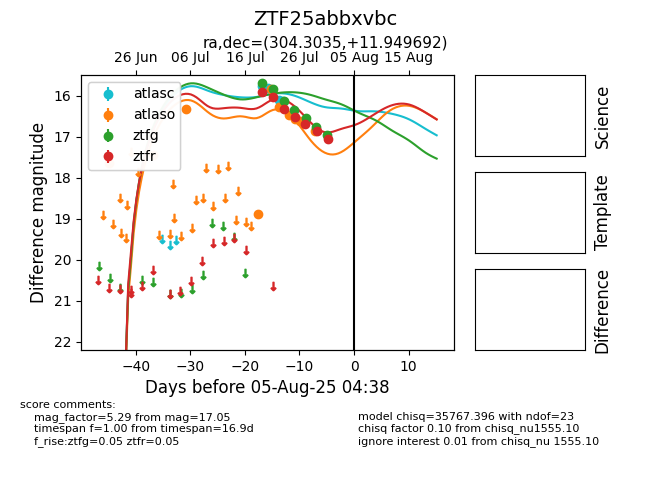 ZTF25abbxvbc
ra,dec=(304.3035,+11.949692)
26 Jun 06 Jul 16 Jul 26 Jul 05 Aug 15 Aug
atlasc
atlaso
ztfg
ztfr
16
17
18
19
20
21
22
Difference magnitude
−40 −30 −20 −10 0 10
Days before 05-Aug-25 04:38
Science
Template
Difference
score comments:
mag_factor=5.29 from mag=17.05
timespan f=1.00 from timespan=16.9d
f_rise:ztfg=0.05 ztfr=0.05
model chisq=35767.396 with ndof=23
chisq factor 0.10 from chisq_nu1555.10
ignore interest 0.01 from chisq_nu 1555.10